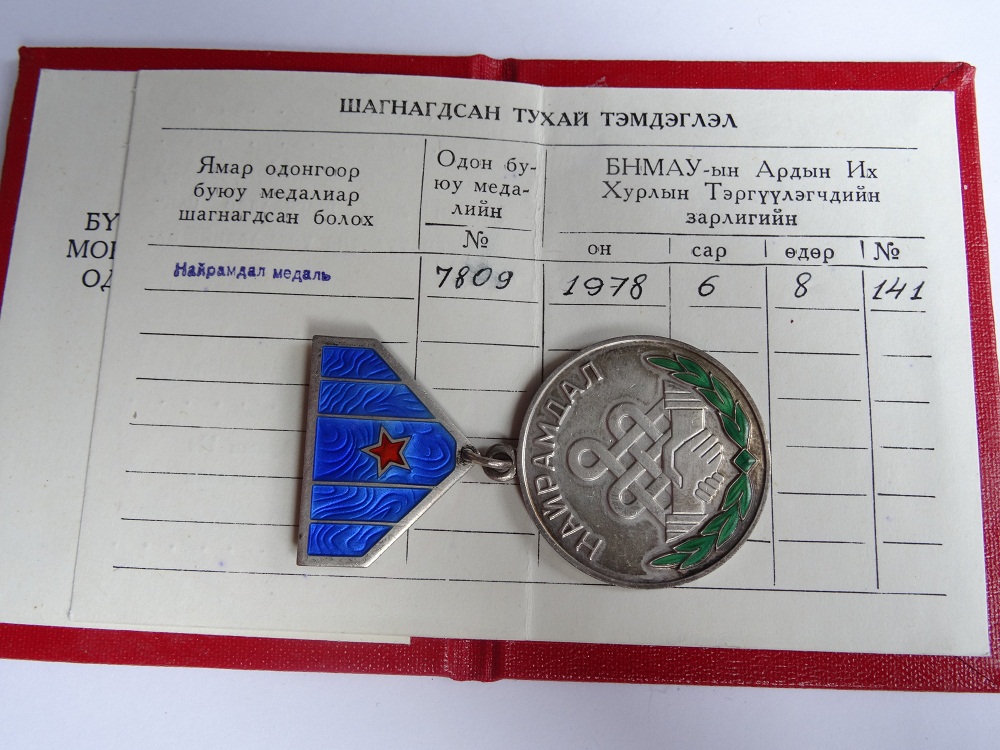 ШАГНАГДСАН ТУХАЙ ТЭМДЭГЛЭЛ
Ямар одонгоор
буюу медалиар
шагнагдсан болох
Одон бу-
юу меда-
лийн
№
БНМАУ-ын Ардын Их
Хурлын Тэргүүлэгчдийн
зарлигийн
он сар өдөр №
Найрамдал медаль 7809 1978 6 8 141
НАЙРАМДАЛ